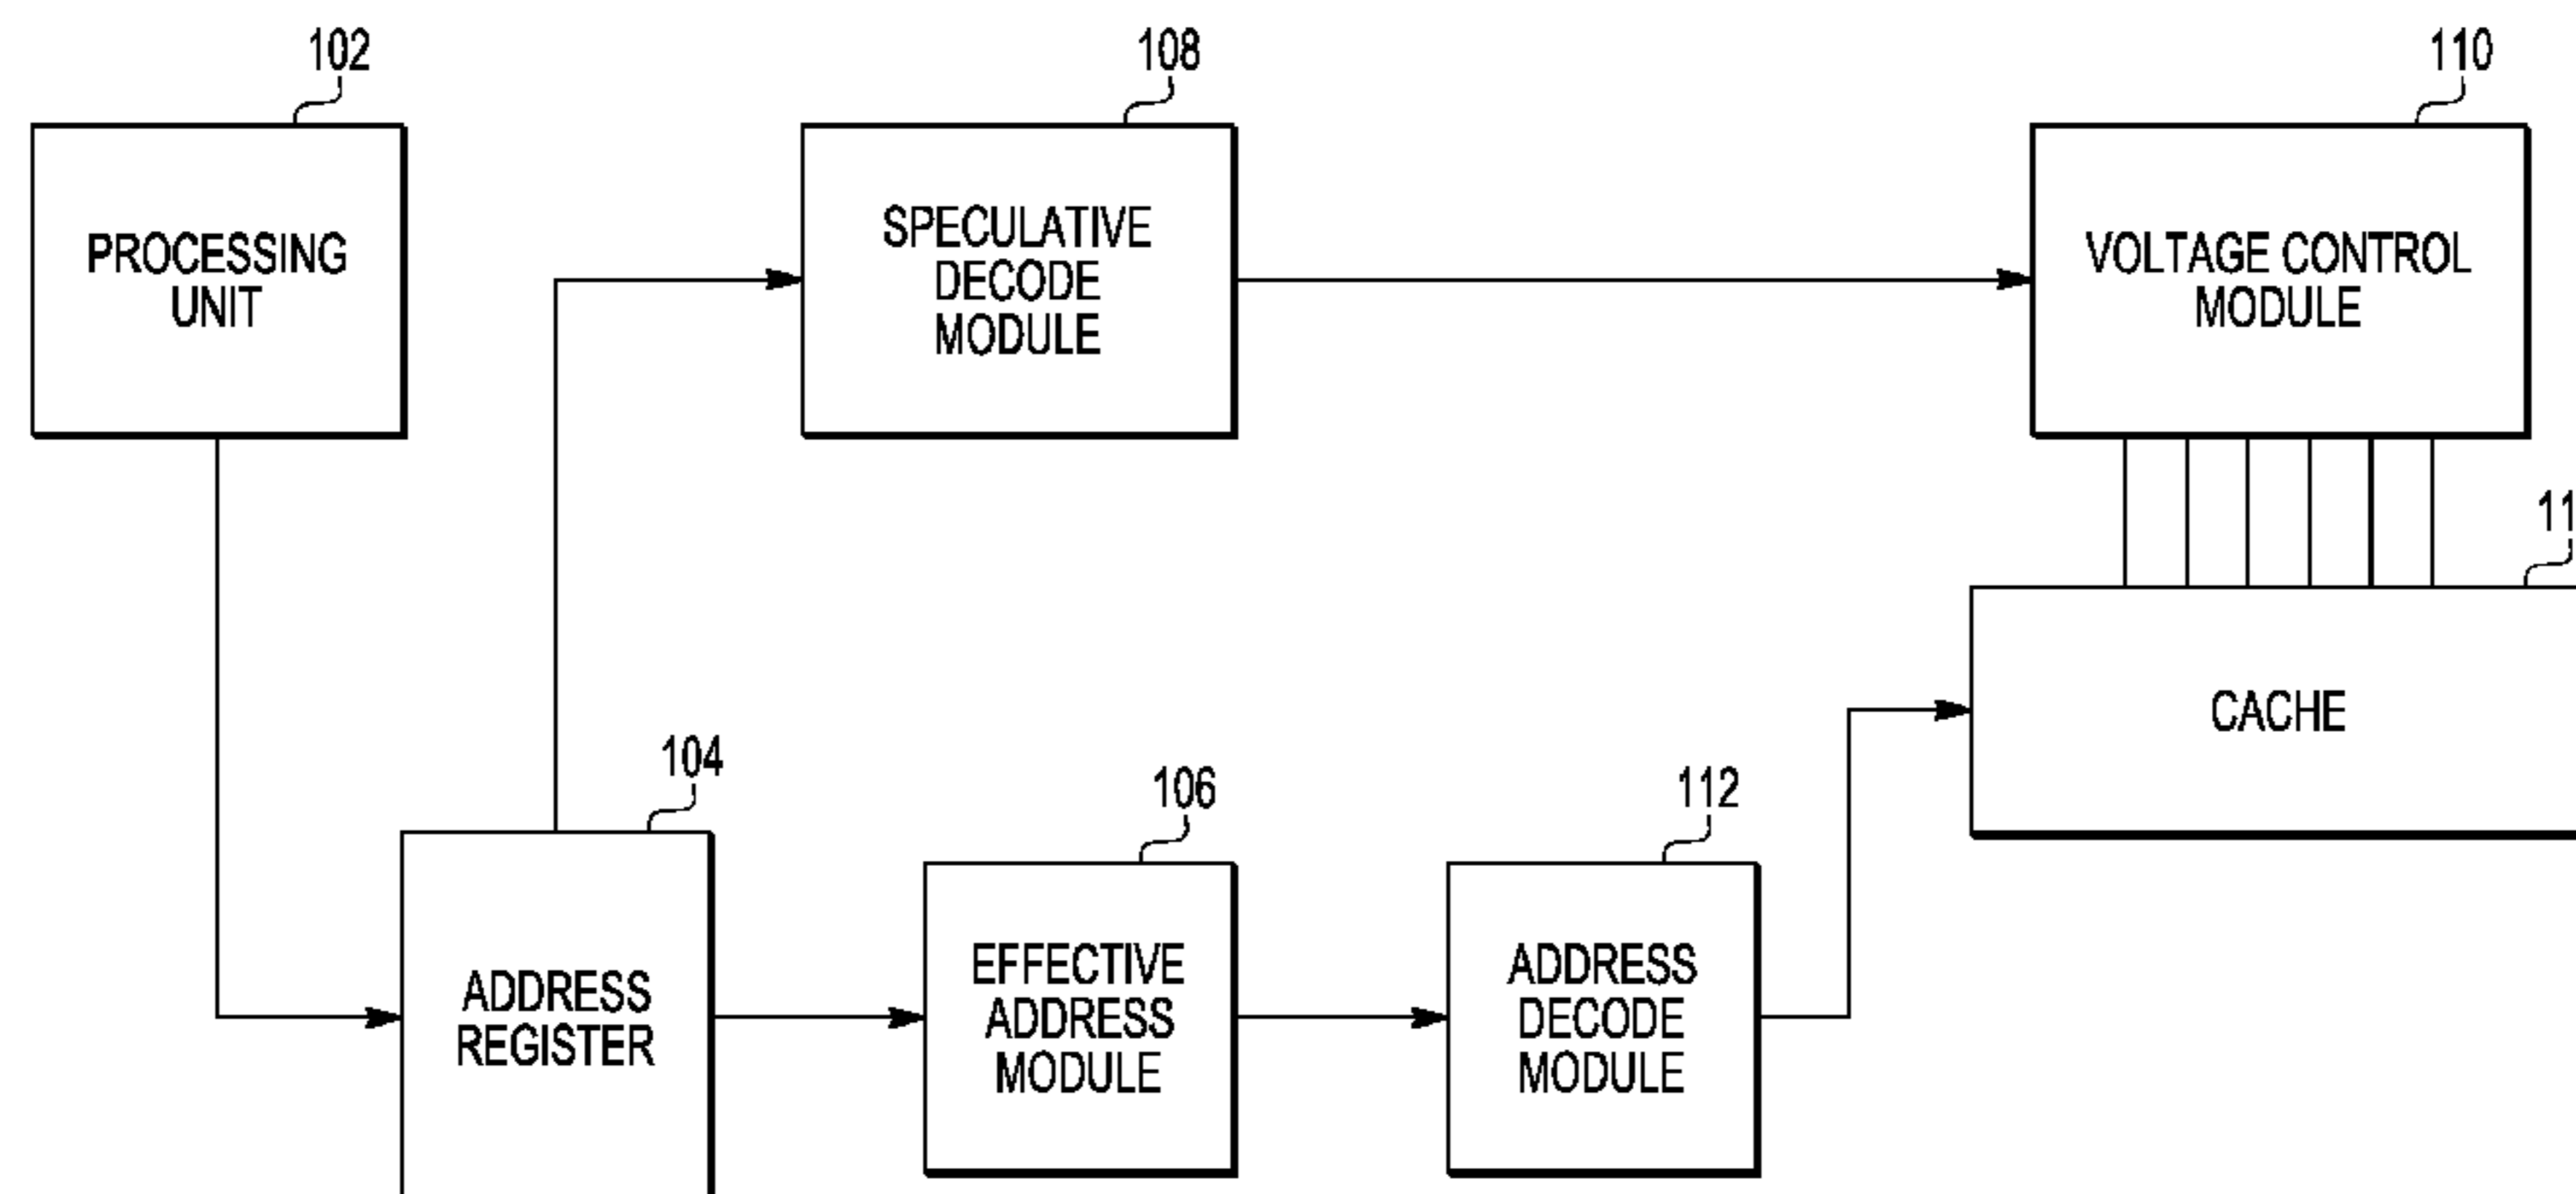 102
108
110
PROCESSING
UNIT
SPECULATIVE
DECODE
MODULE
VOLTAGE CONTROL
MODULE
CACHE
104
106
112
ADDRESS
REGISTER
EFFECTIVE
ADDRESS
MODULE
ADDRESS
DECODE
MODULE